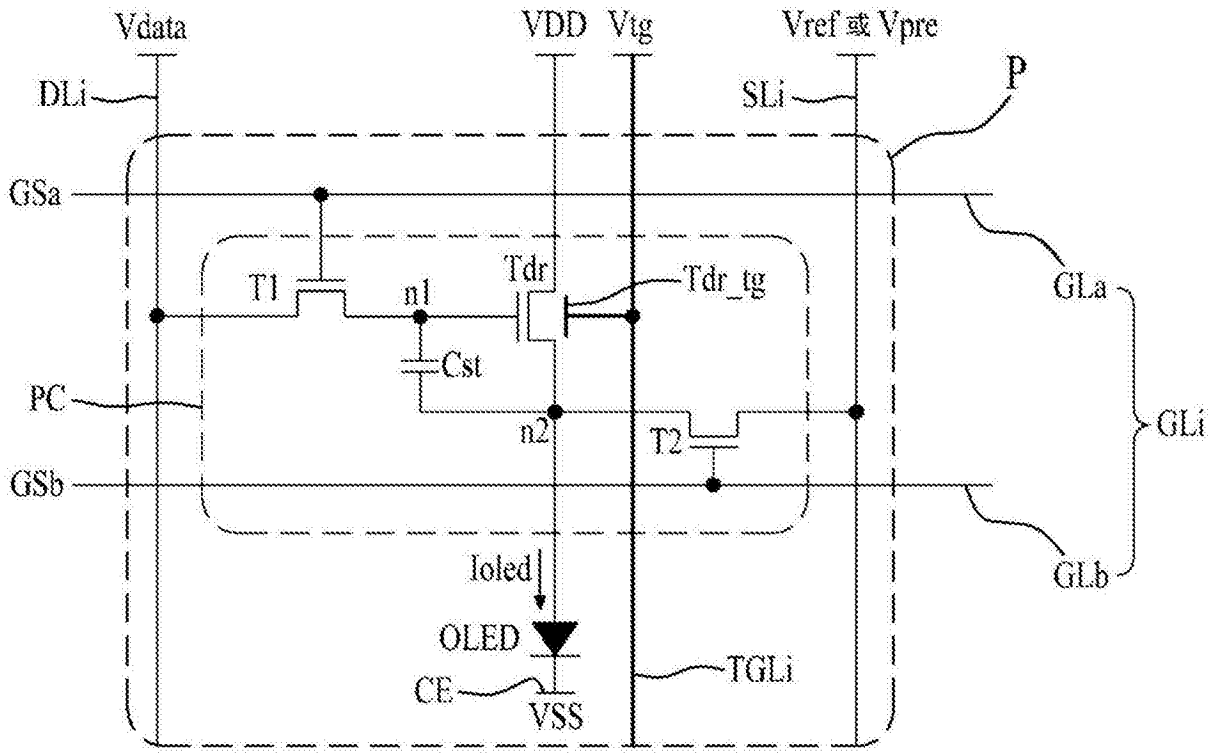 Vdata
VDD
Vtg
Vref 或 Vpre
DLi
SLi
P
GSa
Tdr
Tdr_tg
T1
n1
GLa
Cst
PC
n2
T2
GLi
GSb
Ioled
GLb
OLED
TGLi
CE
VSS